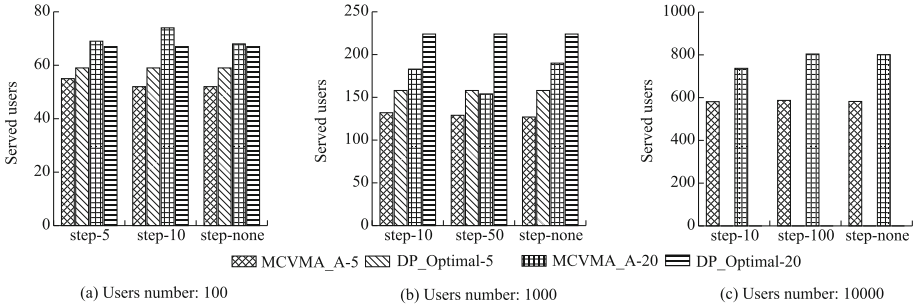 80
60
40
20
0
Served users
step-5 step-10 step-none
250
200
150
100
50
0
Served users
step-10 step-50 step-none
1000
800
600
400
200
0
Served users
step-10 step-100 step-none
MCVMA_A-5 DP_Optimal-5 MCVMA_A-20 DP_Optimal-20
(a) Users number: 100
(b) Users number: 1000
(c) Users number: 10000